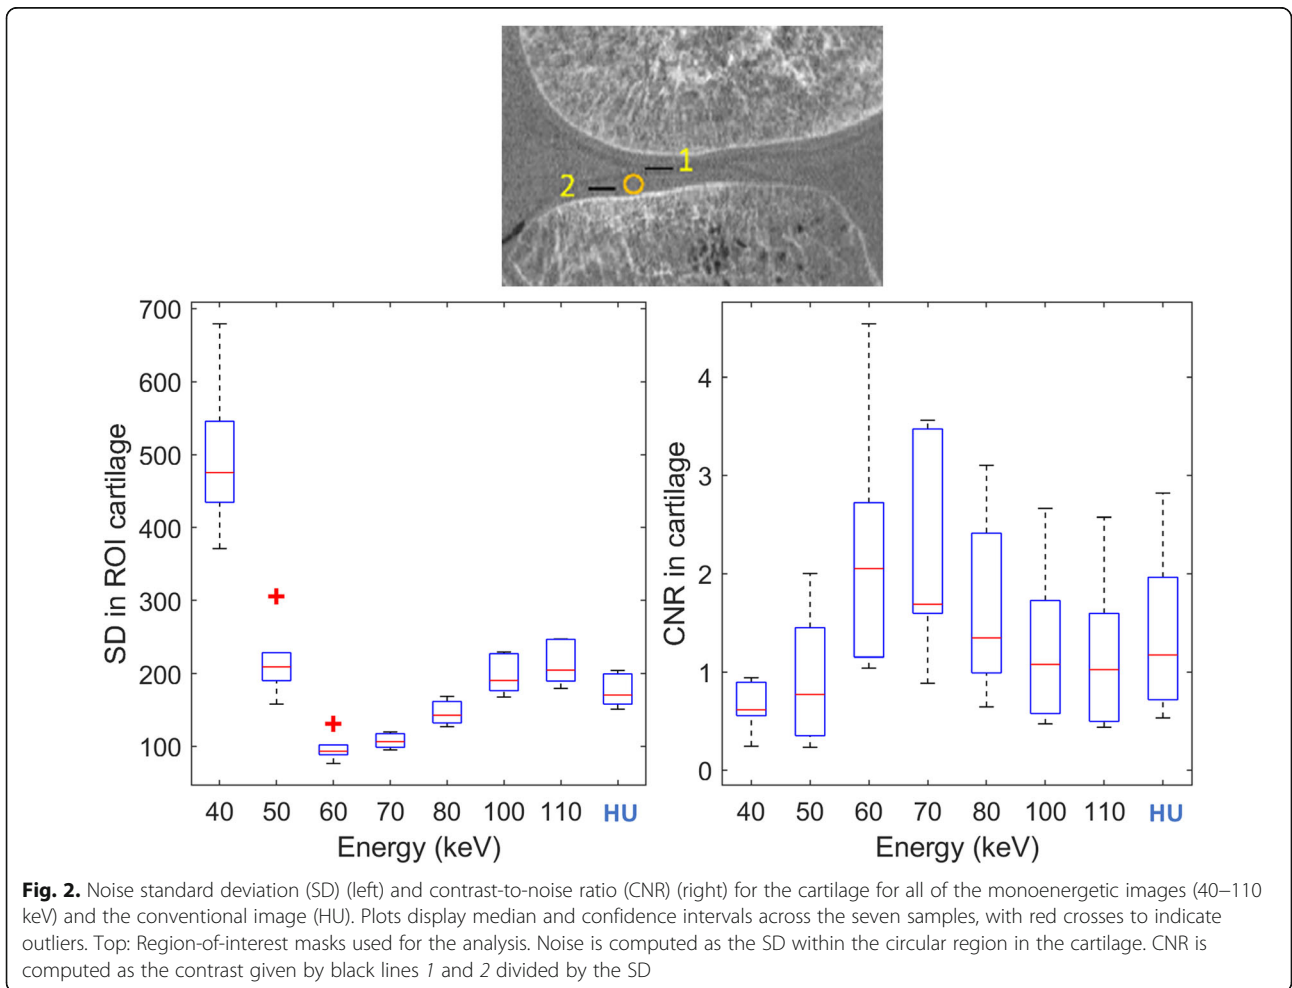 1
2
700
600
500
400
300
200
100
SD in ROI cartilage
40 50 60 70 80 100 110 HU
Energy (keV)
4
3
2
1
0
CNR in cartilage
40 50 60 70 80 100 110 HU
Energy (keV)
Fig. 2. Noise standard deviation (SD) (left) and contrast-to-noise ratio (CNR) (right) for the cartilage for all of the monoenergetic images (40–110
keV) and the conventional image (HU). Plots display median and confidence intervals across the seven samples, with red crosses to indicate
outliers. Top: Region-of-interest masks used for the analysis. Noise is computed as the SD within the circular region in the cartilage. CNR is
computed as the contrast given by black lines 1 and 2 divided by the SD